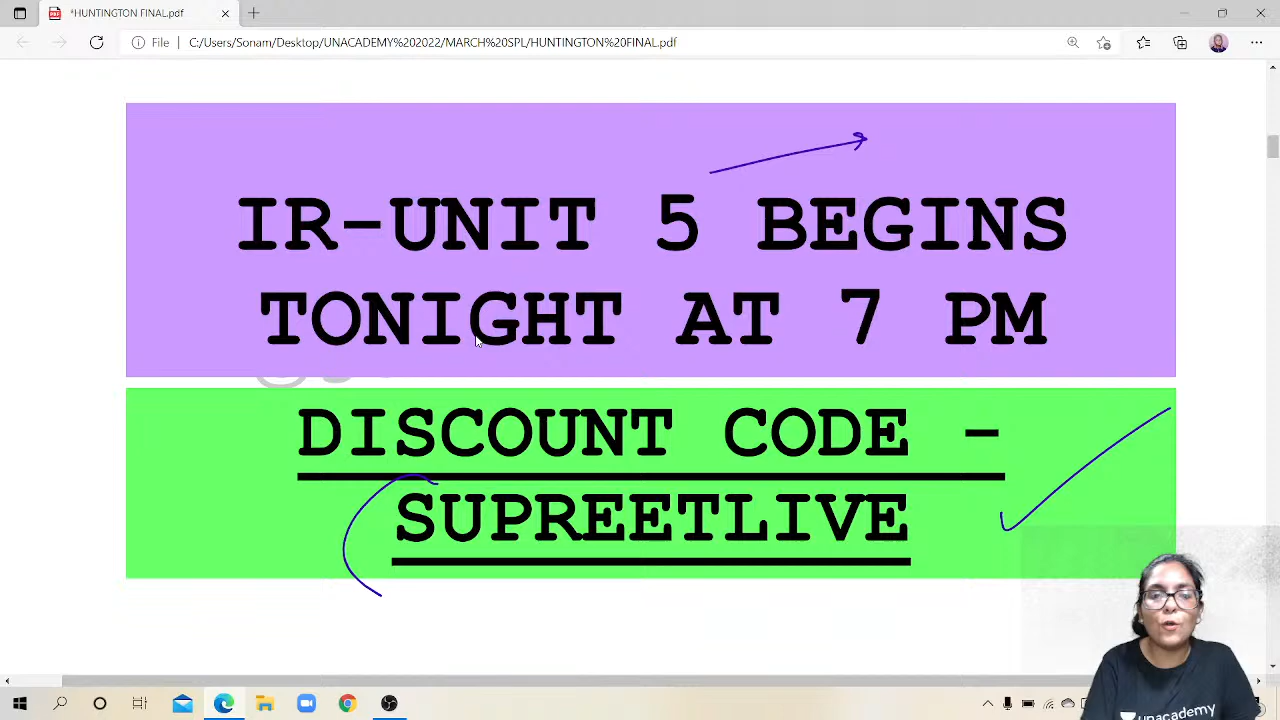 *HUNTINGTON FINAL.pdf
File | C:/Users/Sonam/Desktop/UNACADEMY%202022/MARCH%20SPL/HUNTINGTON%20FINAL.pdf
IR-UNIT 5 BEGINS
TONIGHT AT 7 PM
DISCOUNT CODE -
SUPREETLIVE
unacademy